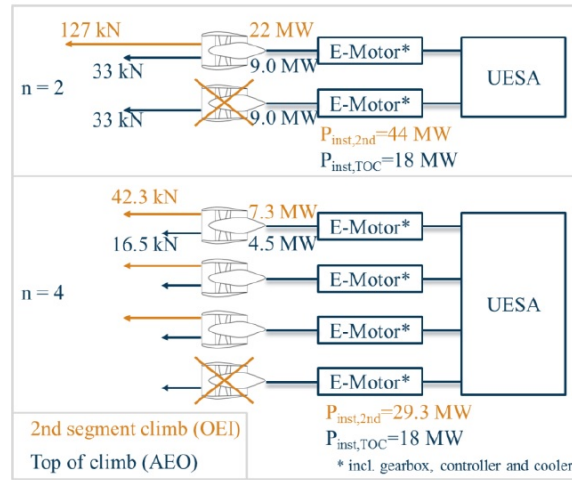 127 kN 22 MW
E-Motor*
33 kN 9.0 MW
UESA
n = 2
33 kN 9.0 MW
E-Motor*
P_inst,2nd=44 MW
P_inst,TOC=18 MW
42.3 kN 7.3 MW
E-Motor*
16.5 kN 4.5 MW
E-Motor*
n = 4
UESA
E-Motor*
E-Motor*
P_inst,2nd=29.3 MW
2nd segment climb (OEI)
P_inst,TOC=18 MW
Top of climb (AEO)
* incl. gearbox, controller and cooler